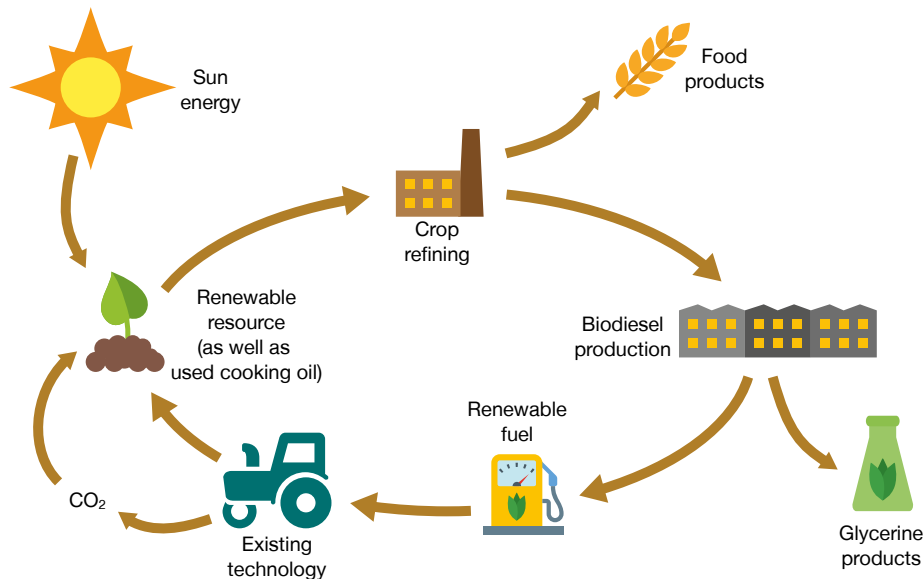 Sun
energy
Food
products
Crop
refining
Renewable
resource
(as well as
used cooking oil)
Biodiesel
production
Renewable
fuel
CO₂
Existing
technology
Glycerine
products